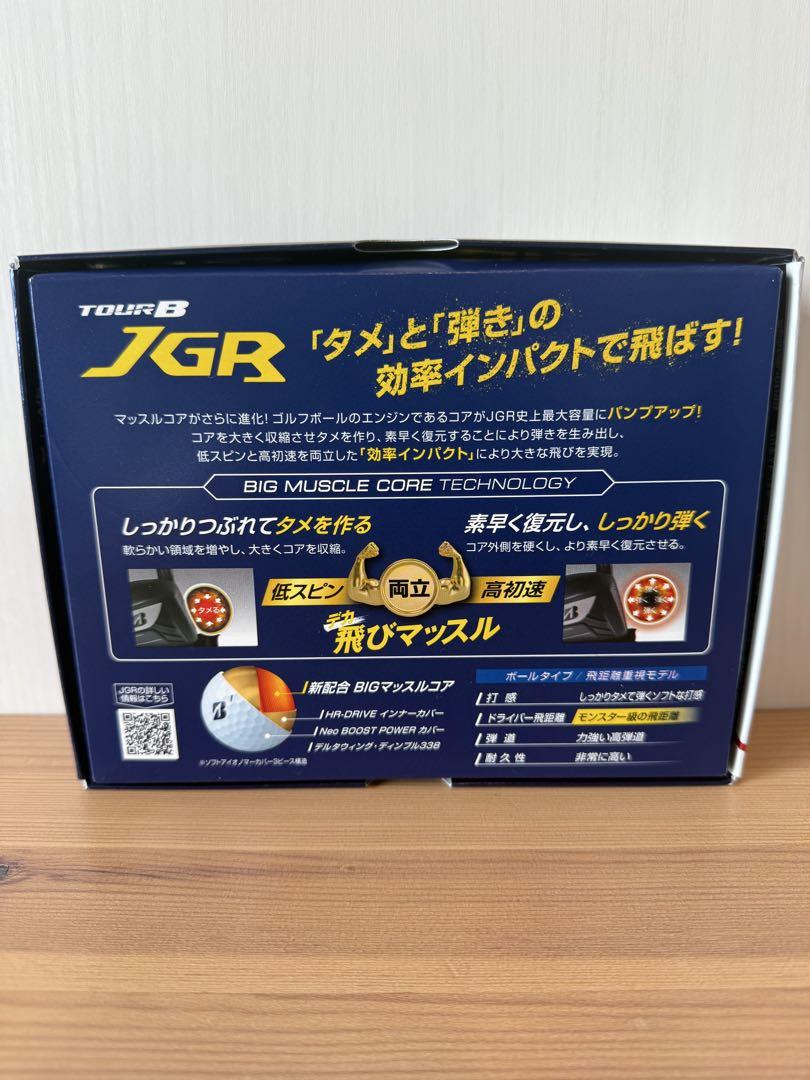 TOURB
JGR
「タメ」と「弾き」の
効率インパクトで飛ばす!
マッスルコアがさらに進化!ゴルフボールのエンジンであるコアがJGR史上最大容量にパンプアップ!
コアを大きく収縮させタメを作り、素早く復元することにより弾きを生み出し、
低スピンと高初速を両立した「効率インパクト」により大きな飛びを実現。
BIG MUSCLE CORE TECHNOLOGY
しっかりつぶれてタメを作る
軟らかい領域を増やし、大きくコアを収縮。
素早く復元し、しっかり弾く
コア外側を硬くし、より素早く復元させる。
タメる
低スピン
両立
高初速
デカ
飛びマッスル
JGRの詳しい
情報はこちら
B
新配合 BIGマッスルコア
HR-DRIVE インナーカバー
Neo BOOST POWER カバー
デルタウィング・ディンプル338
※ソフトアイオノマーカバー3ピース構造
ボールタイプ / 飛距離重視モデル
打感 しっかりタメて弾くソフトな打感
ドライバー飛距離 モンスター級の飛距離
弾道 力強い高弾道
耐久性 非常に高い